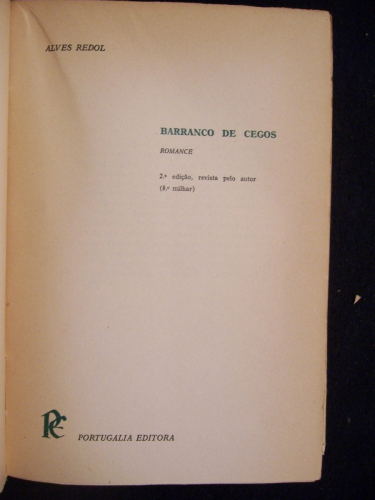 ALVES REDOL
BARRANCO DE CEGOS
ROMANCE
2.ª edição, revista pelo autor
(8.º milhar)
PORTUGALIA EDITORA